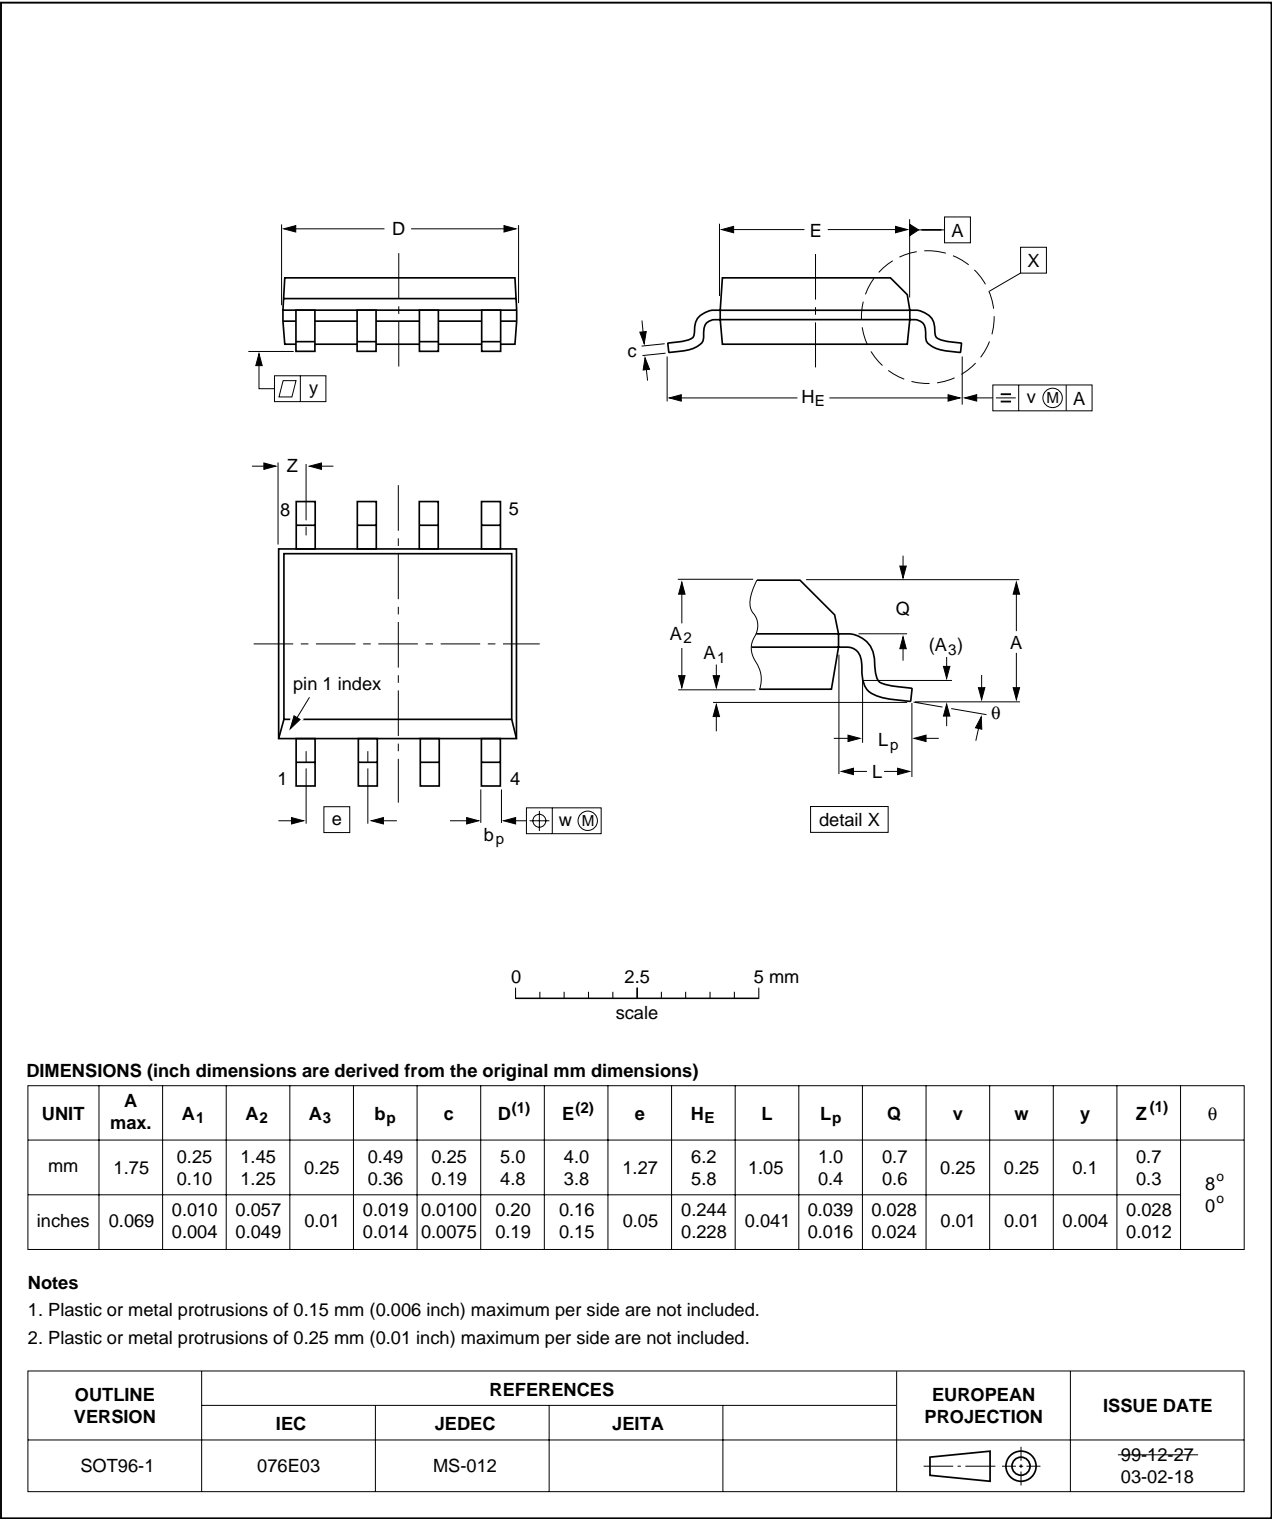 D
E
A
X
c
y
HE
v M A
Z
8
5
Q
A2
A1
(A3)
A
pin 1 index
θ
Lp
L
1
4
e
w M
bp
detail X
0 2.5 5 mm
scale
DIMENSIONS (inch dimensions are derived from the original mm dimensions)
UNIT A max. A1 A2 A3 bp c D(1) E(2) e HE L Lp Q v w y Z(1) θ
mm 1.75 0.25 0.10 1.45 1.25 0.25 0.49 0.36 0.25 0.19 5.0 4.8 4.0 3.8 1.27 6.2 5.8 1.05 1.0 0.4 0.7 0.6 0.25 0.25 0.1 0.7 0.3 8o 0o
inches 0.069 0.010 0.004 0.057 0.049 0.01 0.019 0.014 0.0100 0.0075 0.20 0.19 0.16 0.15 0.05 0.244 0.228 0.041 0.039 0.016 0.028 0.024 0.01 0.01 0.004 0.028 0.012
Notes
1. Plastic or metal protrusions of 0.15 mm (0.006 inch) maximum per side are not included.
2. Plastic or metal protrusions of 0.25 mm (0.01 inch) maximum per side are not included.
OUTLINE VERSION REFERENCES EUROPEAN PROJECTION ISSUE DATE
IEC JEDEC JEITA
SOT96-1 076E03 MS-012 99-12-27
03-02-18